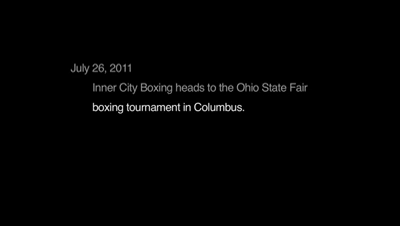 July 26, 2011
Inner City Boxing heads to the Ohio State Fair
boxing tournament in Columbus.